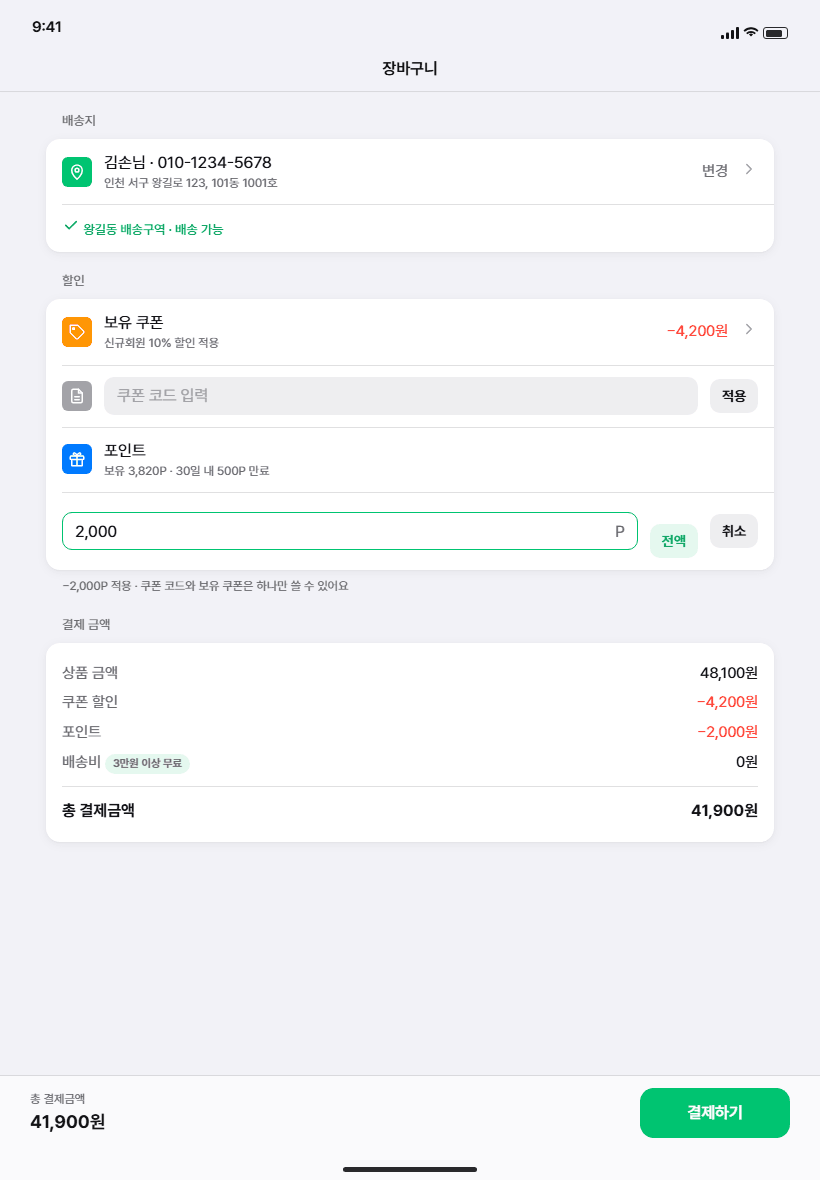 9:41
장바구니
배송지
김손님 · 010-1234-5678
인천 서구 왕길로 123, 101동 1001호
변경
왕길동 배송구역 · 배송 가능
할인
보유 쿠폰
신규회원 10% 할인 적용
−4,200원
쿠폰 코드 입력
적용
포인트
보유 3,820P · 30일 내 500P 만료
2,000 P
전액
취소
−2,000P 적용 · 쿠폰 코드와 보유 쿠폰은 하나만 쓸 수 있어요
결제 금액
상품 금액 48,100원
쿠폰 할인 −4,200원
포인트 −2,000원
배송비 3만원 이상 무료 0원
총 결제금액 41,900원
총 결제금액
41,900원
결제하기